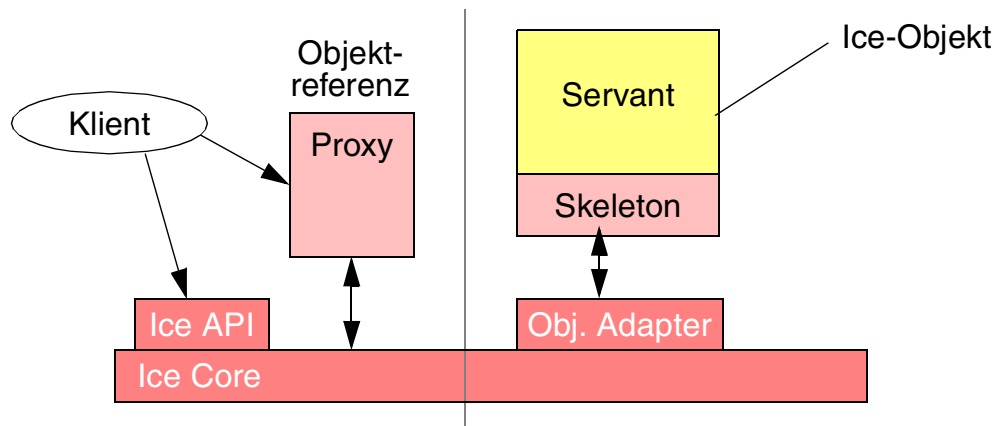 Objekt-
referenz
Ice-Objekt
Klient
Proxy
Servant
Skeleton
Ice API
Obj. Adapter
Ice Core